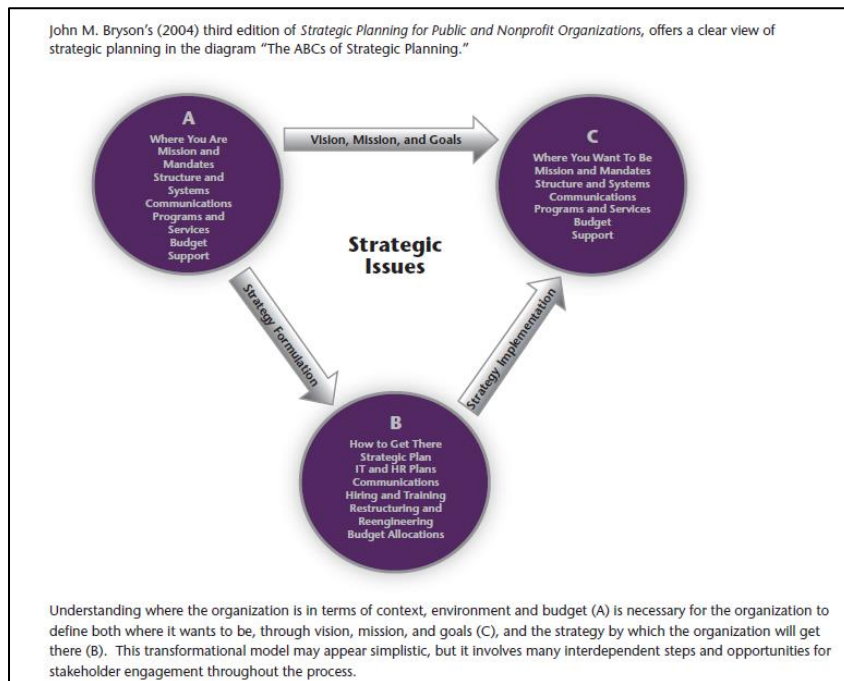 John M. Bryson's (2004) third edition of Strategic Planning for Public and Nonprofit Organizations, offers a clear view of
strategic planning in the diagram “The ABCs of Strategic Planning.”
A
Where You Are
Mission and
Mandates
Structure and
Systems
Communications
Programs and
Services
Budget
Support
Vision, Mission, and Goals
C
Where You Want To Be
Mission and Mandates
Structure and Systems
Communications
Programs and Services
Budget
Support
Strategic
Issues
Strategy Formulation
Strategy Implementation
B
How to Get There
Strategic Plan
IT and HR Plans
Communications
Hiring and Training
Restructuring and
Reengineering
Budget Allocations
Understanding where the organization is in terms of context, environment and budget (A) is necessary for the organization to
define both where it wants to be, through vision, mission, and goals (C), and the strategy by which the organization will get
there (B).  This transformational model may appear simplistic, but it involves many interdependent steps and opportunities for
stakeholder engagement throughout the process.